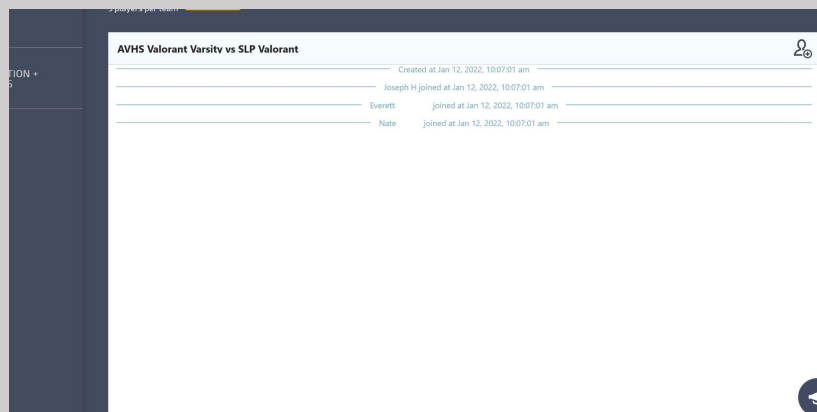 5 players per team
TION +
S
AVHS Valorant Varsity vs SLP Valorant
Created at Jan 12, 2022, 10:07:01 am
Joseph H joined at Jan 12, 2022, 10:07:01 am
Everett joined at Jan 12, 2022, 10:07:01 am
Nate joined at Jan 12, 2022, 10:07:01 am